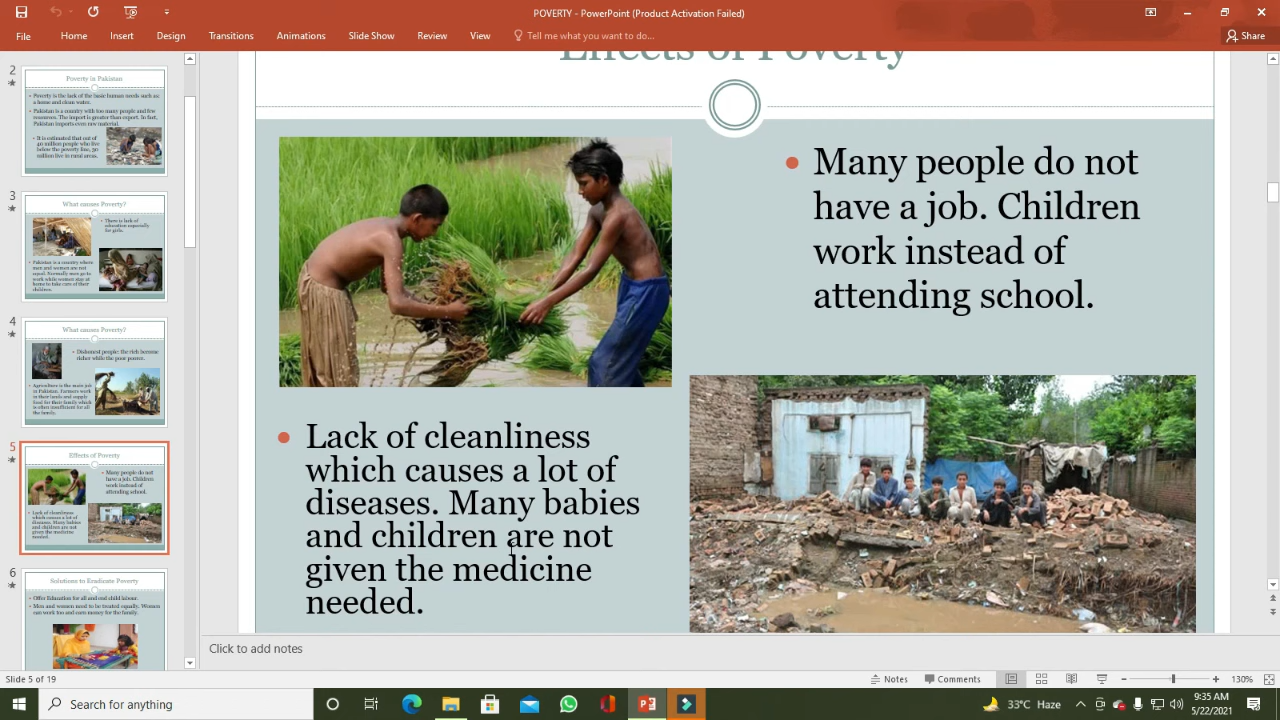 POVERTY - PowerPoint (Product Activation Failed)
File Home Insert Design Transitions Animations Slide Show Review View Tell me what you want to do... Share
2
Poverty in Pakistan
Poverty is the lack of the basic human needs such as:
a home and clean water.
Pakistan is a country with too many people and few
resources. The import is greater than export. So fast,
Pakistan imports even raw material.
It is estimated that out of
40 million people who live
below the poverty line, 30
million live in rural areas.
3
What causes Poverty?
There is lack of
education especially
for girls.
Pakistan is a country where
men and women are not
equal. Normally men go to
work while women stay at
home to take care of their
children.
4
What causes Poverty?
Dishonest people: the rich become
richer while the poor poorer.
Agriculture is the main job
in Pakistan. Farmers work
in their lands and supply
food for their family which
is often insufficient for all
the family.
5
Effects of Poverty
Many people do not
have a job. Children
work instead of
attending school.
Lack of cleanliness
which causes a lot of
diseases. Many babies
and children are not
given the medicine
needed.
6
Solutions to Eradicate Poverty
Offer Education for all and end child labour.
Men and women need to be treated equally. Women
can work too and earn money for the family.
Effects of Poverty
Many people do not
have a job. Children
work instead of
attending school.
Lack of cleanliness
which causes a lot of
diseases. Many babies
and children are not
given the medicine
needed.
Click to add notes
Slide 5 of 19 Notes Comments 130%
Search for anything 33°C Haze 9:35 AM
5/22/2021